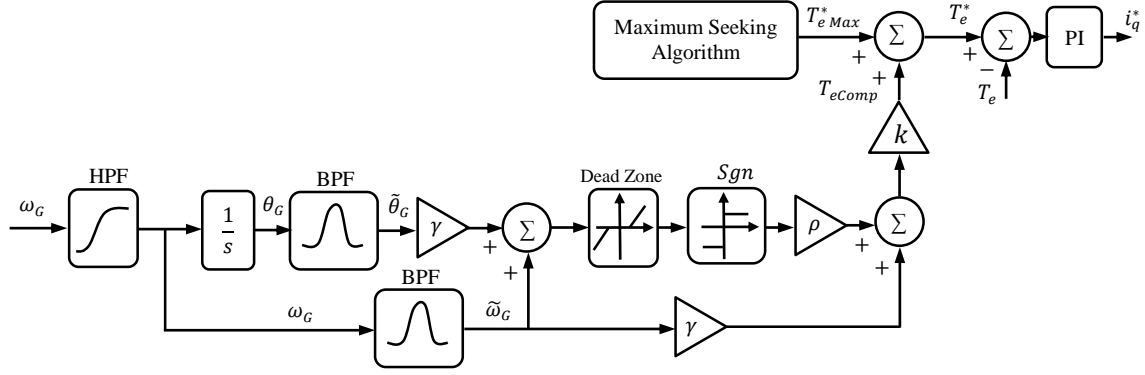 Maximum Seeking
Algorithm
T*e Max
Σ
T*e
Σ
PI
i*q
+
+
+
−
TeComp
Te
k
HPF
BPF
Dead Zone
Sgn
ωG
1/s
θG
θ̃G
γ
Σ
ρ
Σ
+
+
+
+
BPF
ωG
ω̃G
γ